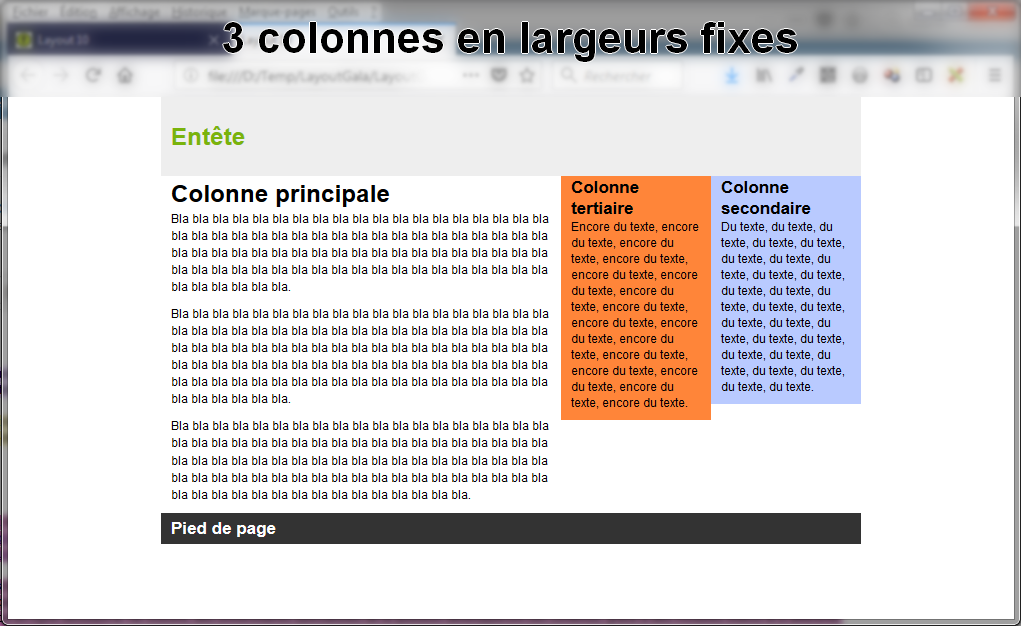 Fichier Édition Affichage Historique Marque-pages Outils ?
3 colonnes en largeurs fixes
file:///D:/Temp/LayoutGala/Layou
Rechercher
Entête
Colonne principale
Bla bla bla bla bla bla bla bla bla bla bla bla bla bla bla bla bla bla bla
bla bla bla bla bla bla bla bla bla bla bla bla bla bla bla bla bla bla bla
bla bla bla bla bla bla bla bla bla bla bla bla bla bla bla bla bla bla bla
bla bla bla bla bla bla bla bla bla bla bla bla bla bla bla bla bla bla bla
bla bla bla bla bla bla.
Bla bla bla bla bla bla bla bla bla bla bla bla bla bla bla bla bla bla bla
bla bla bla bla bla bla bla bla bla bla bla bla bla bla bla bla bla bla bla
bla bla bla bla bla bla bla bla bla bla bla bla bla bla bla bla bla bla bla
bla bla bla bla bla bla bla bla bla bla bla bla bla bla bla bla bla bla bla
bla bla bla bla bla bla bla bla bla bla bla bla bla bla bla bla bla bla bla
bla bla bla bla bla bla.
Bla bla bla bla bla bla bla bla bla bla bla bla bla bla bla bla bla bla bla
bla bla bla bla bla bla bla bla bla bla bla bla bla bla bla bla bla bla bla
bla bla bla bla bla bla bla bla bla bla bla bla bla bla bla bla bla bla bla
bla bla bla bla bla bla bla bla bla bla bla bla bla bla bla bla bla bla bla
bla bla bla bla bla bla bla bla bla bla bla bla bla bla bla.
Colonne
tertiaire
Encore du texte, encore
du texte, encore du
texte, encore du texte,
encore du texte, encore
du texte, encore du
texte, encore du texte,
encore du texte, encore
du texte, encore du
texte, encore du texte,
encore du texte, encore
du texte, encore du
texte, encore du texte.
Colonne
secondaire
Du texte, du texte, du
texte, du texte, du texte,
du texte, du texte, du
texte, du texte, du texte,
du texte, du texte, du
texte, du texte, du texte,
du texte, du texte, du
texte, du texte, du texte,
du texte, du texte, du
texte, du texte, du texte,
du texte, du texte.
Pied de page